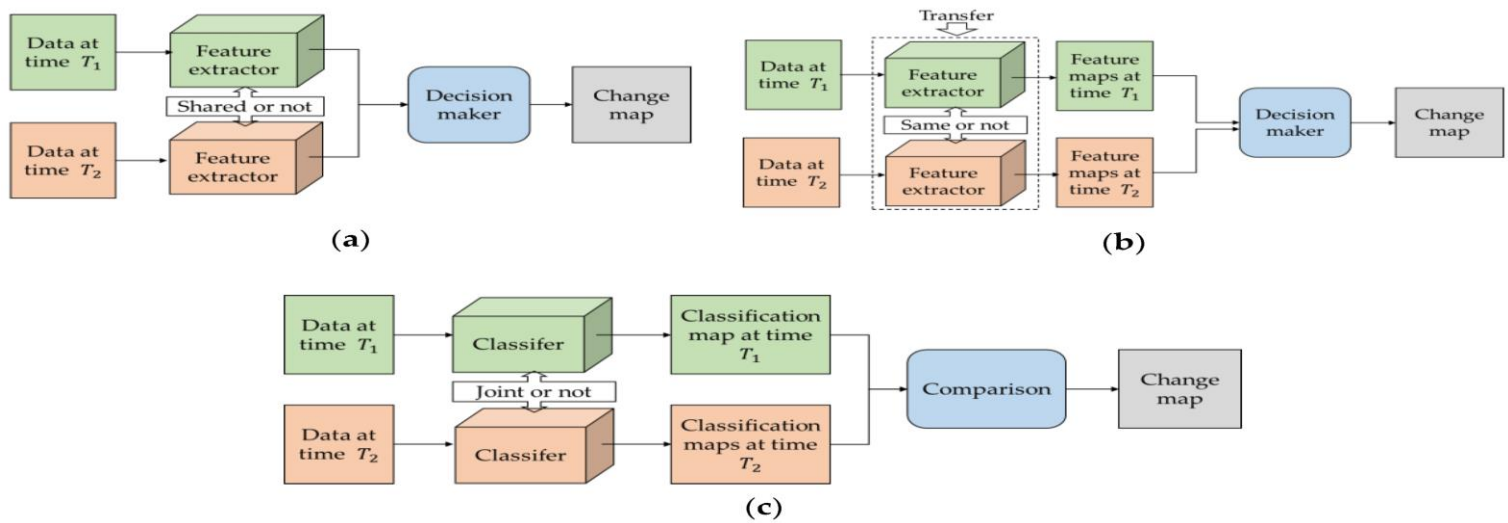 Data at
time T₁
Feature
extractor
Shared or not
Data at
time T₂
Feature
extractor
Decision
maker
Change
map
(a)
Transfer
Data at
time T₁
Feature
extractor
Feature
maps at
time T₁
Same or not
Data at
time T₂
Feature
extractor
Feature
maps at
time T₂
Decision
maker
Change
map
(b)
Data at
time T₁
Classifer
Classification
map at time
T₁
Joint or not
Data at
time T₂
Classifer
Classification
maps at time
T₂
Comparison
Change
map
(c)